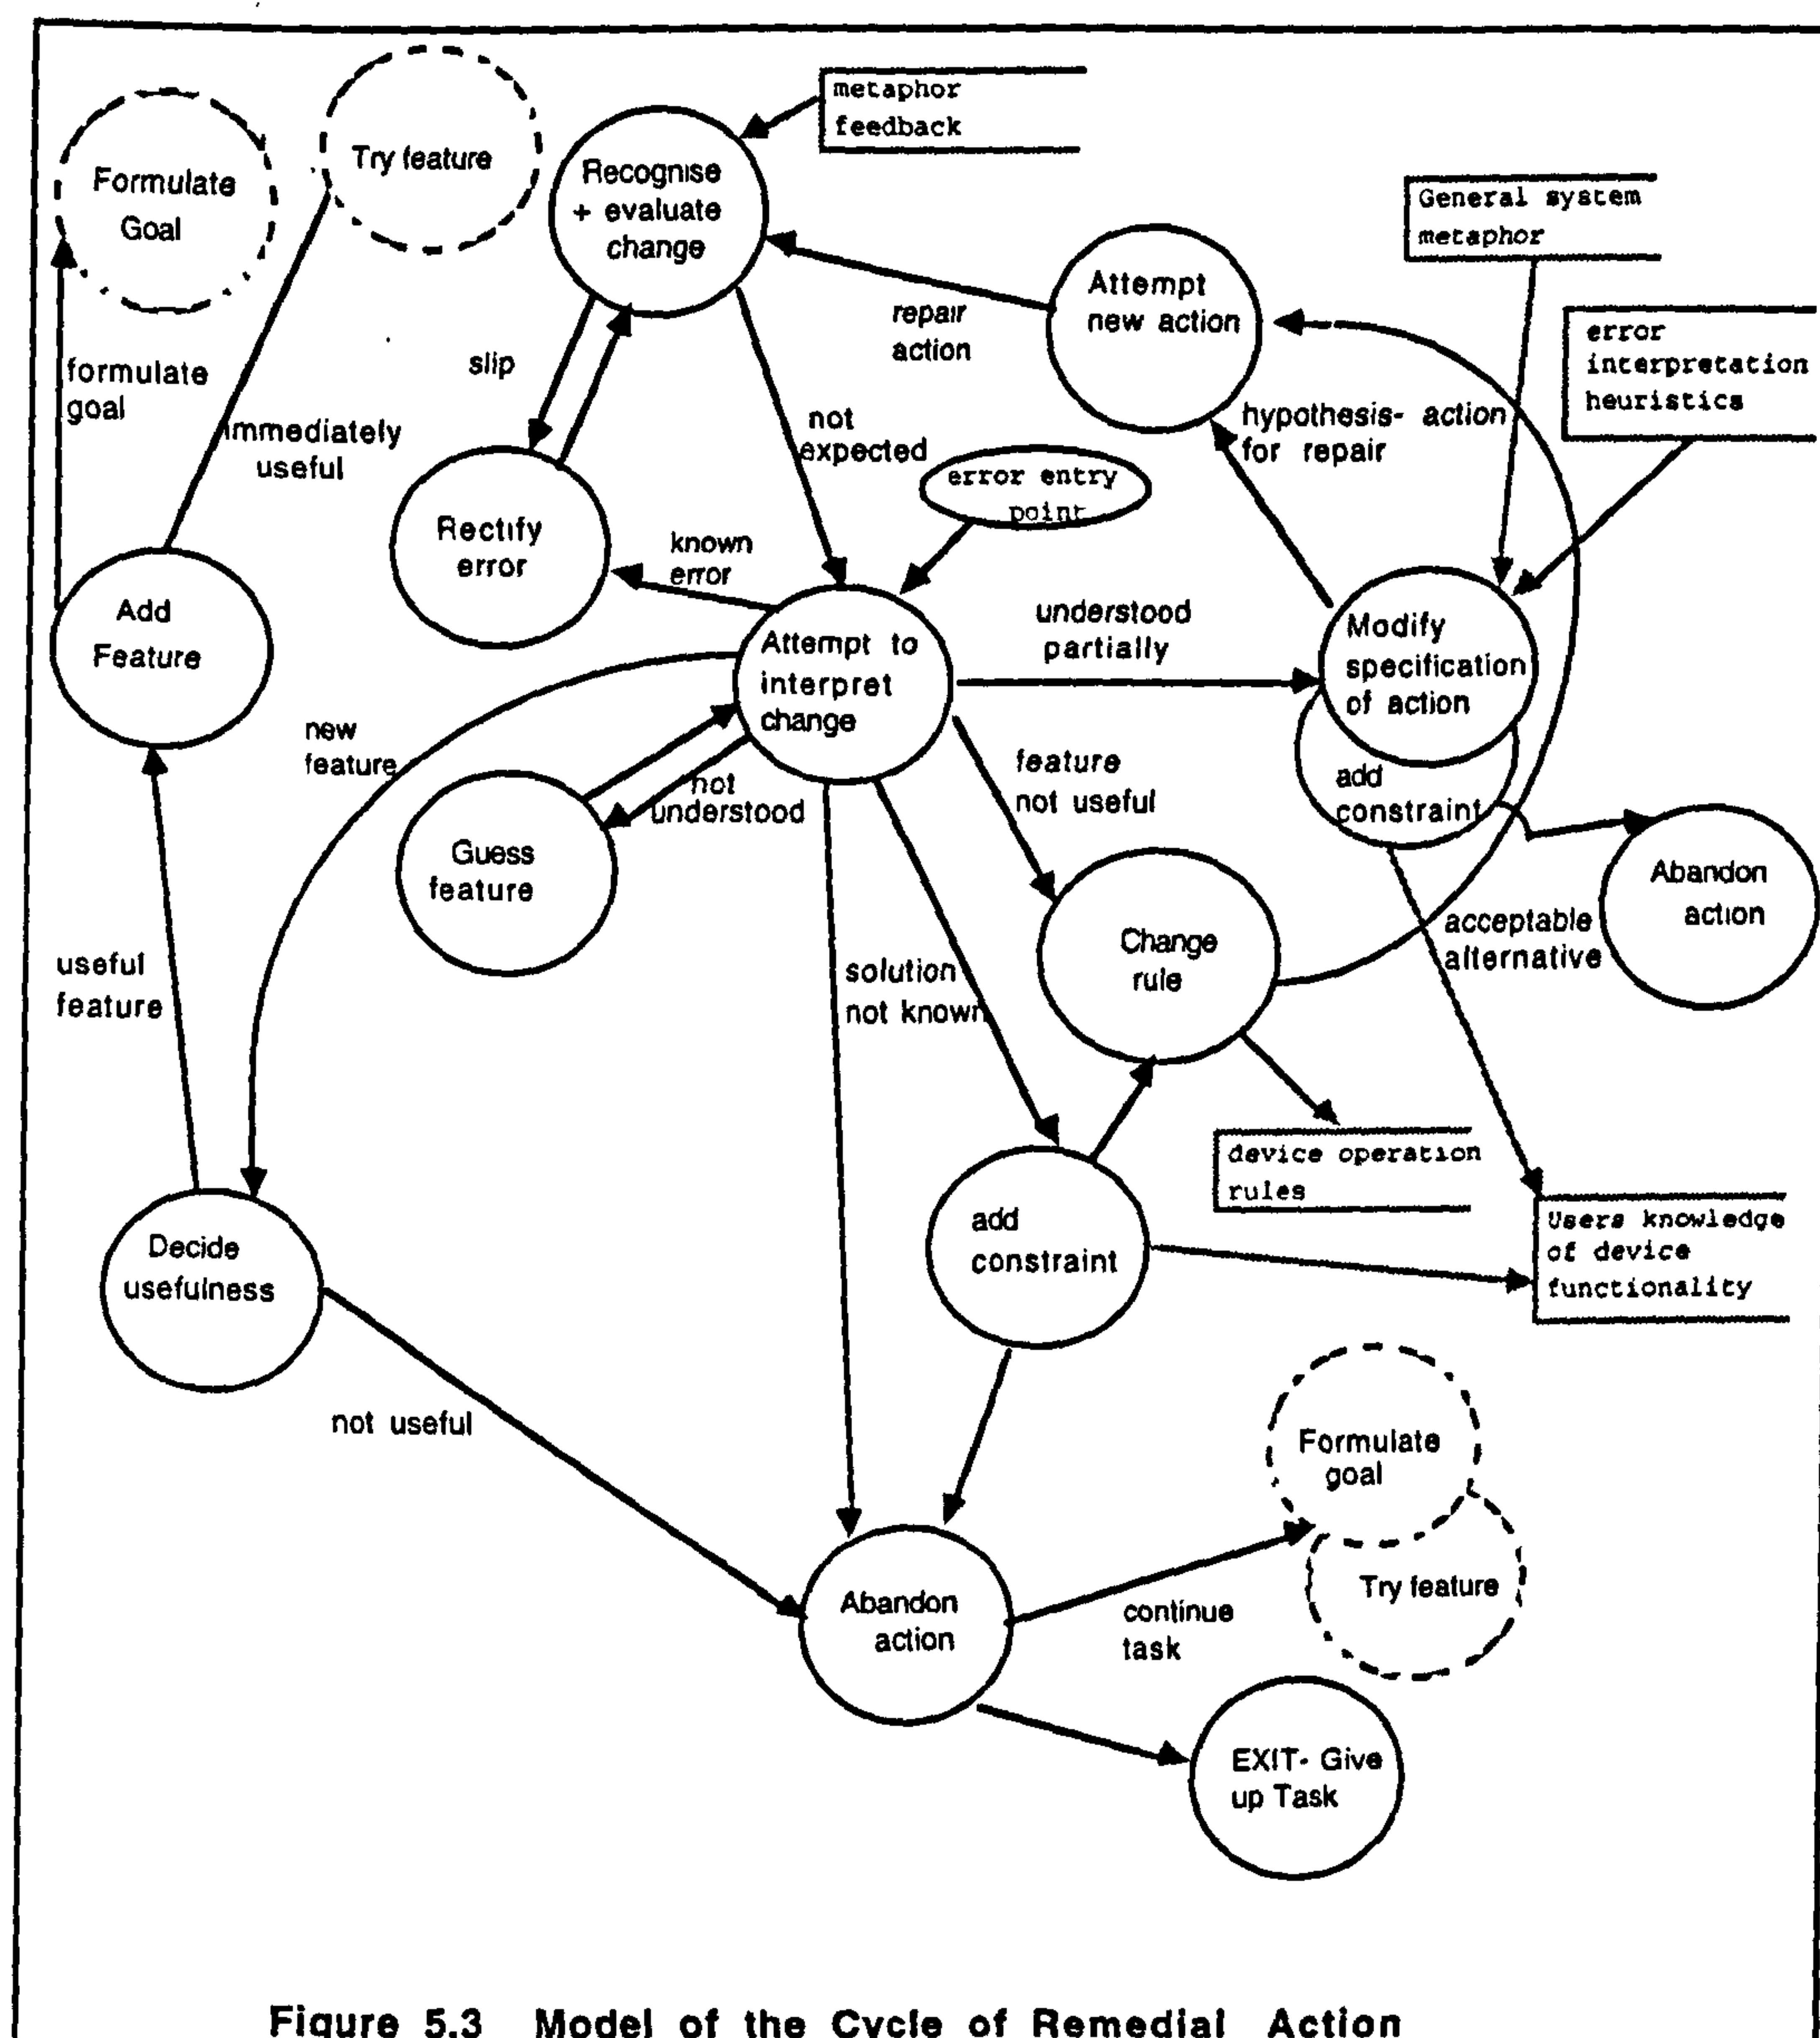 metaphor
feedback
Try feature
Formulate
Goal
Recognise
+ evaluate
change
General system
metaphor
Attempt
new action
repair
action
error
interpretation
heuristics
slip
formulate
goal
immediately
useful
not
expected
hypothesis- action
for repair
error entry
point
Rectify
error
known
error
Add
Feature
understood
partially
Modify
specification
of action
Attempt to
interpret
change
new
feature
not
understood
feature
not useful
add
constraint
Guess
feature
Abandon
action
acceptable
alternative
Change
rule
useful
feature
solution
not known
device operation
rules
Users knowledge
of device
functionality
add
constraint
Decide
usefulness
not useful
Formulate
goal
Try feature
Abandon
action
continue
task
EXIT- Give
up Task
Figure 5.3 Model of the Cycle of Remedial Action